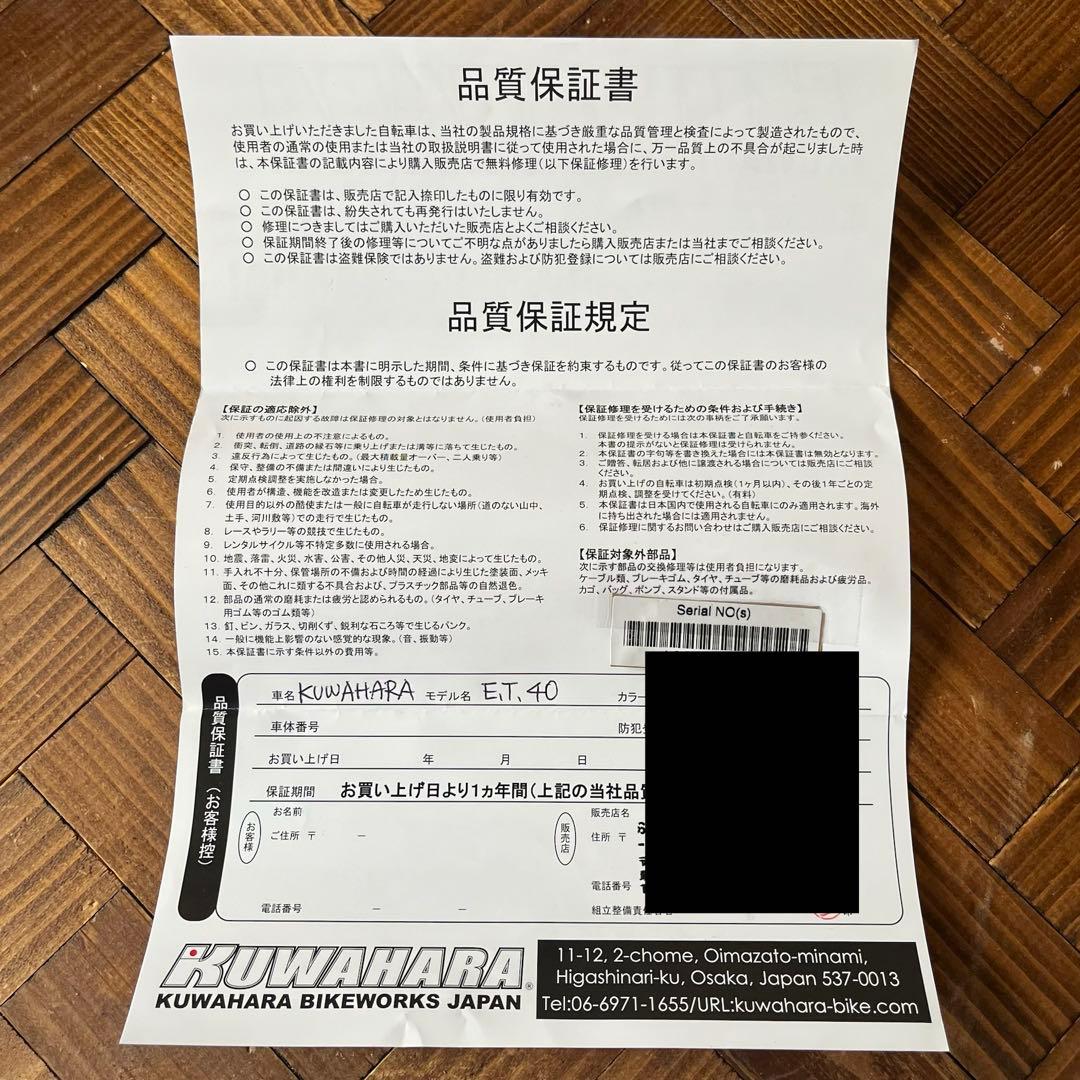 品質保証書
お買い上げいただきました自転車は、当社の製品規格に基づき厳重な品質管理と検査によって製造されたもので、
使用者の通常の使用または当社の取扱説明書に従って使用された場合に、万一品質上の不具合が起こりました時
は、本保証書の記載内容により購入販売店で無料修理(以下保証修理)を行います。
○ この保証書は、販売店で記入捺印したものに限り有効です。
○ この保証書は、紛失されても再発行はいたしません。
○ 修理につきましてはご購入いただいた販売店とよくご相談ください。
○ 保証期間終了後の修理等についてご不明な点がありましたら購入販売店または当社までご相談ください。
○ この保証書は盗難保険ではありません。盗難および防犯登録については販売店にご相談ください。
品質保証規定
○ この保証書は本書に明示した期間、条件に基づき保証を約束するものです。従ってこの保証書のお客様の
法律上の権利を制限するものではありません。
【保証の適応除外】
次に示すものに起因する故障は保証修理の対象とはなりません。(使用者負担)
1. 使用者の使用上の不注意によるもの。
2. 衝突、転倒、道路の縁石等に乗り上げまたは溝等に落ちて生じたもの。
3. 違反行為によって生じたもの。(最大積載量オーバー、二人乗り等)
4. 保守、整備の不備または間違いにより生じたもの。
5. 定期点検調整を実施しなかった場合。
6. 使用者が構造、機能を改造または変更したため生じたもの。
7. 使用目的以外の酷使または一般に自転車が走行しない場所(道のない山中、
土手、河川敷等)での走行で生じたもの。
8. レースやラリー等の競技で生じたもの。
9. レンタルサイクル等不特定多数に使用される場合。
10. 地震、落雷、火災、水害、公害、その他人災、天災、地変によって生じたもの。
11. 手入れ不十分、保管場所の不備および時間の経過により生じた塗装面、メッキ
面、その他これに類する不具合および、プラスチック部品等の自然退色。
12. 部品の通常の磨耗または疲労と認められるもの。(タイヤ、チューブ、ブレーキ
用ゴム等のゴム類等)
13. 釘、ビン、ガラス、切削くず、鋭利な石ころ等で生じるパンク。
14. 一般に機能上影響のない感覚的な現象。(音、振動等)
15. 本保証書に示す条件以外の費用等。
【保証修理を受けるための条件および手続き】
保証修理を受けるためには次の事柄をご了承願います。
1. 保証修理を受ける場合は本保証書と自転車をご持参ください。
本書の提示がないと保証修理は受けられません。
2. 本保証書の字句等を書き換えた場合には本保証書は無効となります。
3. ご贈答、転居および他に譲渡される場合については販売店にご相談
ください。
4. お買い上げの自転車は初期点検(1ヶ月以内)、その後1年ごとの定
期点検、調整を受けてください。(有料)
5. 本保証書は日本国内で使用される自転車にのみ適用されます。海外
に持ち出された場合には適用されません。
6. 保証修理に関するお問い合わせはご購入販売店にご相談ください。
【保証対象外部品】
次に示す部品の交換修理等は使用者負担になります。
ケーブル類、ブレーキゴム、タイヤ、チューブ等の磨耗品および疲労品。
カゴ、バッグ、ポンプ、スタンド等の付属品。
Serial NO(s)
品質保証書(お客様控)
車名 KUWAHARA モデル名 E.T. 40 カラー
車体番号 防犯
お買い上げ日 年 月 日
保証期間 お買い上げ日より1ヵ年間(上記の当社品
お客様
お名前
ご住所 〒 －
電話番号 － －
販売店
販売店名
住所 〒
電話番号
組立整備責任者
印
KUWAHARA®
KUWAHARA BIKEWORKS JAPAN
11-12, 2-chome, Oimazato-minami,
Higashinari-ku, Osaka, Japan 537-0013
Tel:06-6971-1655/URL:kuwahara-bike.com